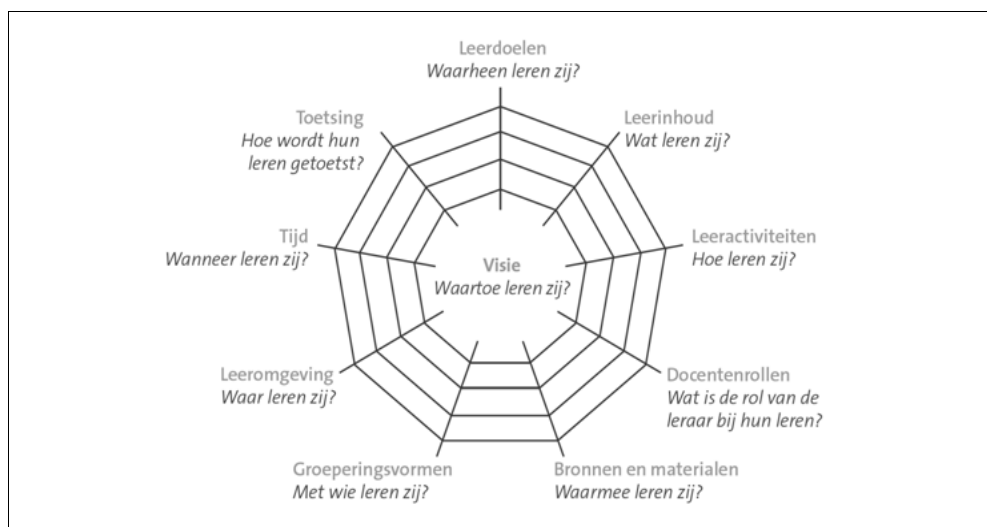 Leerdoelen
Waarheen leren zij?
Leerinhoud
Wat leren zij?
Leeractiviteiten
Hoe leren zij?
Docentenrollen
Wat is de rol van de
leraar bij hun leren?
Bronnen en materialen
Waarmee leren zij?
Groeperingsvormen
Met wie leren zij?
Leeromgeving
Waar leren zij?
Tijd
Wanneer leren zij?
Toetsing
Hoe wordt hun
leren getoetst?
Visie
Waartoe leren zij?